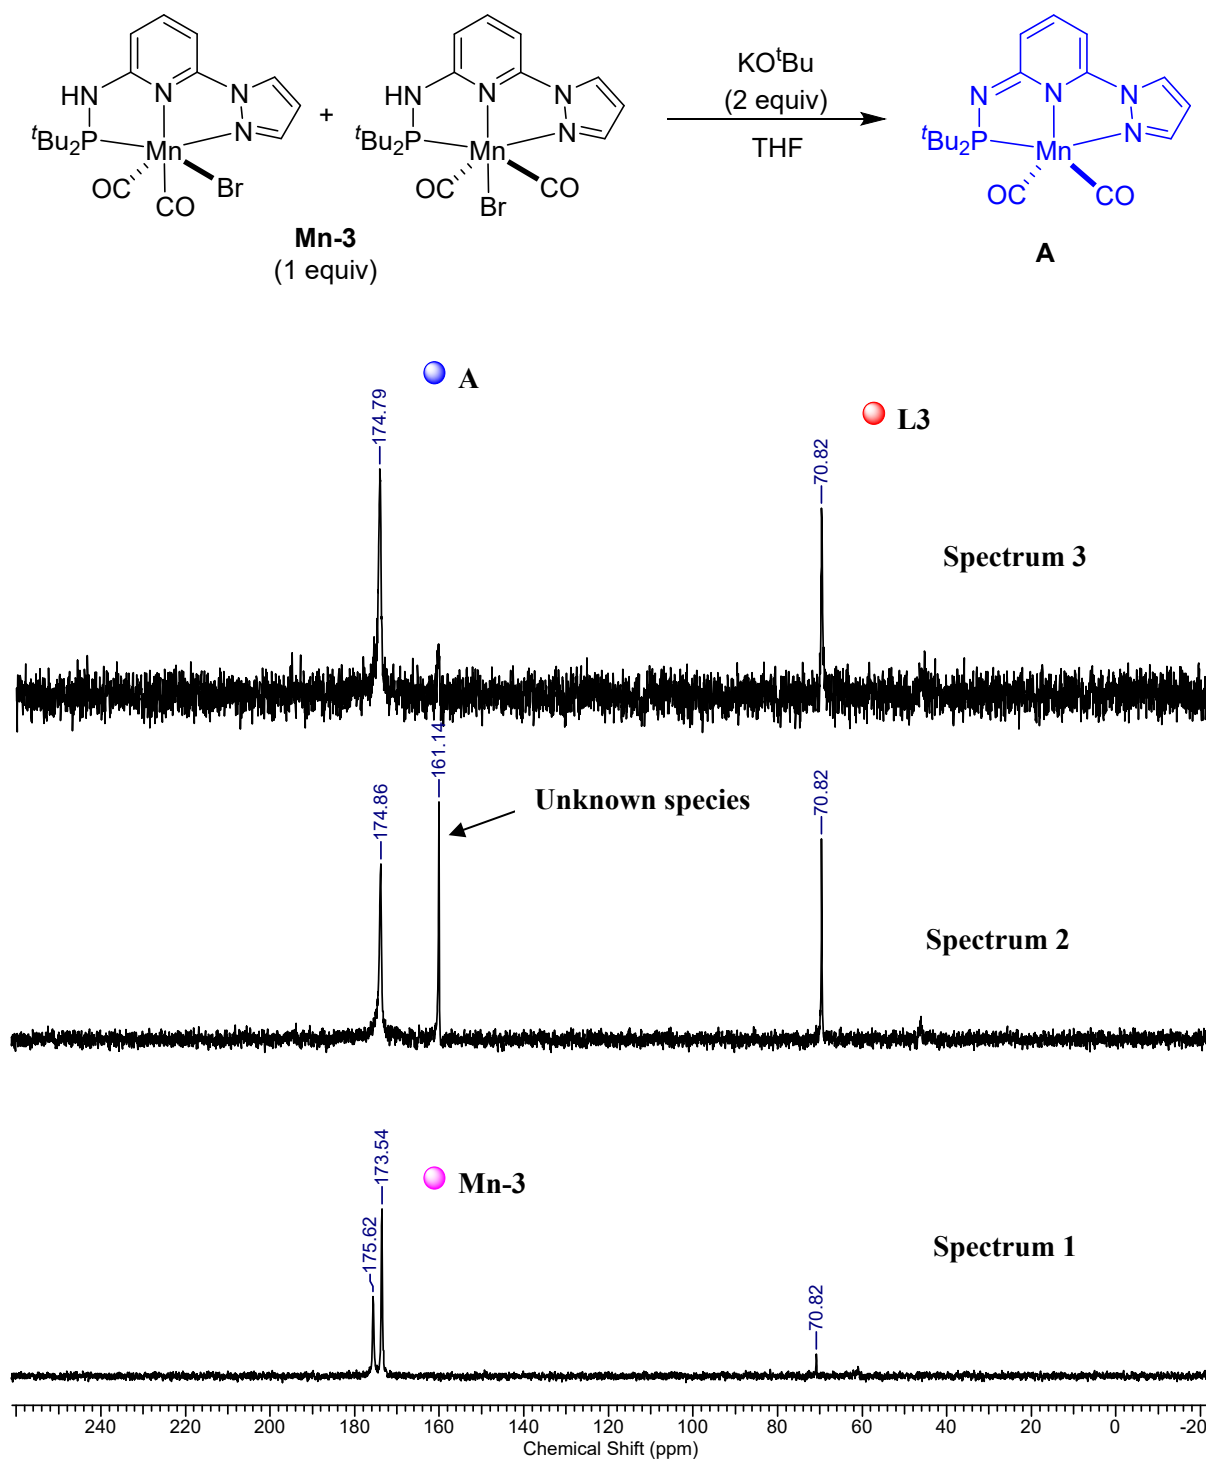 HN
N
N
N
ᵗBu₂P
Mn
Br
OC
CO
+
HN
N
N
N
ᵗBu₂P
Mn
OC
CO
Br
Mn-3
(1 equiv)
KOᵗBu
(2 equiv)
THF
N
N
N
N
ᵗBu₂P
Mn
OC
CO
A
A
L3
174.79
70.82
Spectrum 3
174.86
161.14
70.82
Unknown species
Spectrum 2
175.62
173.54
Mn-3
70.82
Spectrum 1
240 220 200 180 160 140 120 100 80 60 40 20 0 -20
Chemical Shift (ppm)